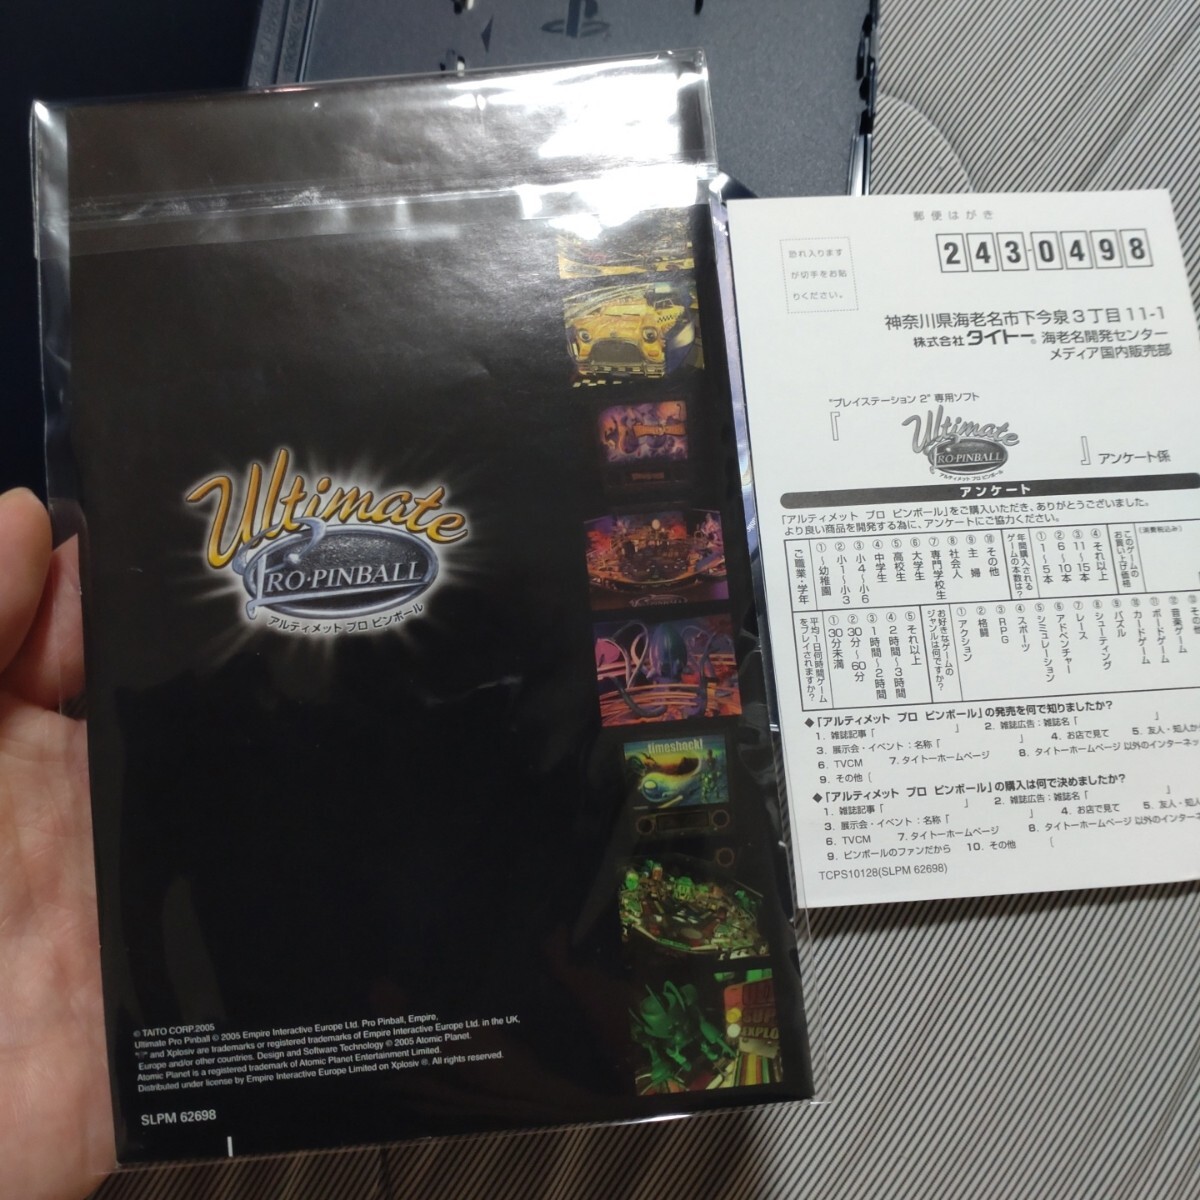 Ultimate
PRO·PINBALL
アルティメット プロ ピンボール
timeshock!
© TAITO CORP.2005
Ultimate Pro Pinball © 2005 Empire Interactive Europe Ltd. Pro Pinball, Empire,
and Xplosiv are trademarks or registered trademarks of Empire Interactive Europe Ltd. in the UK,
Europe and/or other countries. Design and Software Technology © 2005 Atomic Planet.
Atomic Planet is a registered trademark of Atomic Planet Entertainment Limited.
Distributed under license by Empire Interactive Europe Limited on Xplosiv ®. All rights reserved.
SLPM 62698
郵便はがき
恐れ入ります
が切手をお貼
りください。
243-0498
神奈川県海老名市下今泉3丁目11-1
株式会社 タイトー® 海老名開発センター
メディア国内販売部
"プレイステーション 2" 専用ソフト
『
Ultimate
PRO·PINBALL
アルティメット プロ ピンボール
』アンケート係
アンケート
「アルティメット プロ ピンボール」をご購入いただき、ありがとうございました。
より良い商品を開発する為に、アンケートにご協力ください。
ご職業・学年
①〜幼稚園
②小1〜小3
③小4〜小6
④中学生
⑤高校生
⑥大学生
⑦専門学校生
⑧社会人
⑨主婦
⑩その他
年間購入される
ゲームの本数は?
①1〜5本
②6〜10本
③11〜15本
④それ以上
このゲームの
お買い上げ価格
(消費税込み)
平均1日何時間ゲーム
をプレイされますか?
①30分未満
②30分〜60分
③1時間〜2時間
④2時間〜3時間
⑤それ以上
お好きなゲームの
ジャンルは何ですか?
①アクション
②格闘
③RPG
④スポーツ
⑤シミュレーション
⑥アドベンチャー
⑦レース
⑧シューティング
⑨パズル
⑩カードゲーム
⑪ボードゲーム
⑫音楽ゲーム
⑬その他
◆「アルティメット プロ ピンボール」の発売を何で知りましたか?
1. 雑誌記事「 」 2. 雑誌広告:雑誌名「 」
3. 展示会・イベント:名称「 」 4. お店で見て 5. 友人・知人か
6. TVCM 7. タイトーホームページ 8. タイトーホームページ 以外のインターネッ
9. その他 [
◆「アルティメット プロ ピンボール」の購入は何で決めましたか?
1. 雑誌記事「 」 2. 雑誌広告:雑誌名「 」
3. 展示会・イベント:名称「 」 4. お店で見て 5. 友人・知
6. TVCM 7. タイトーホームページ 8. タイトーホームページ 以外のインターネ
9. ピンボールのファンだから 10. その他 [
TCPS10128(SLPM 62698)